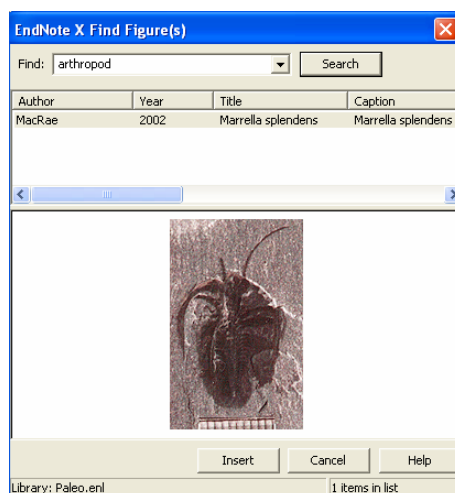 EndNote X Find Figure(s)
Find: arthropod Search
Author Year Title Caption
MacRae 2002 Marrella splendens Marrella splendens
Insert Cancel Help
Library: Paleo.enl 1 items in list